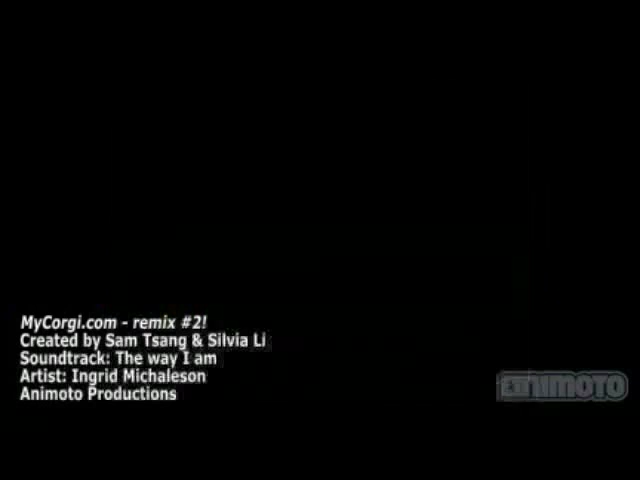 MyCorgi.com - remix #2!
Created by Sam Tsang & Silvia Li
Soundtrack: The way I am
Artist: Ingrid Michaleson
Animoto Productions
ANIMOTO